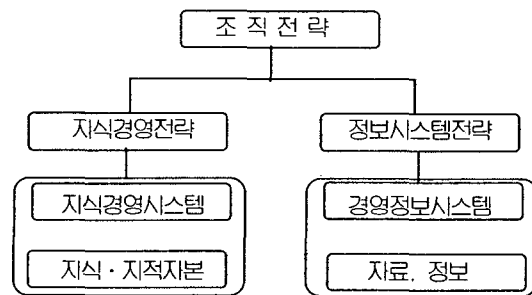 조 직 전 략
지식경영전략 정보시스템전략
지식경영시스템 경영정보시스템
지식 · 지적자본 자료, 정보